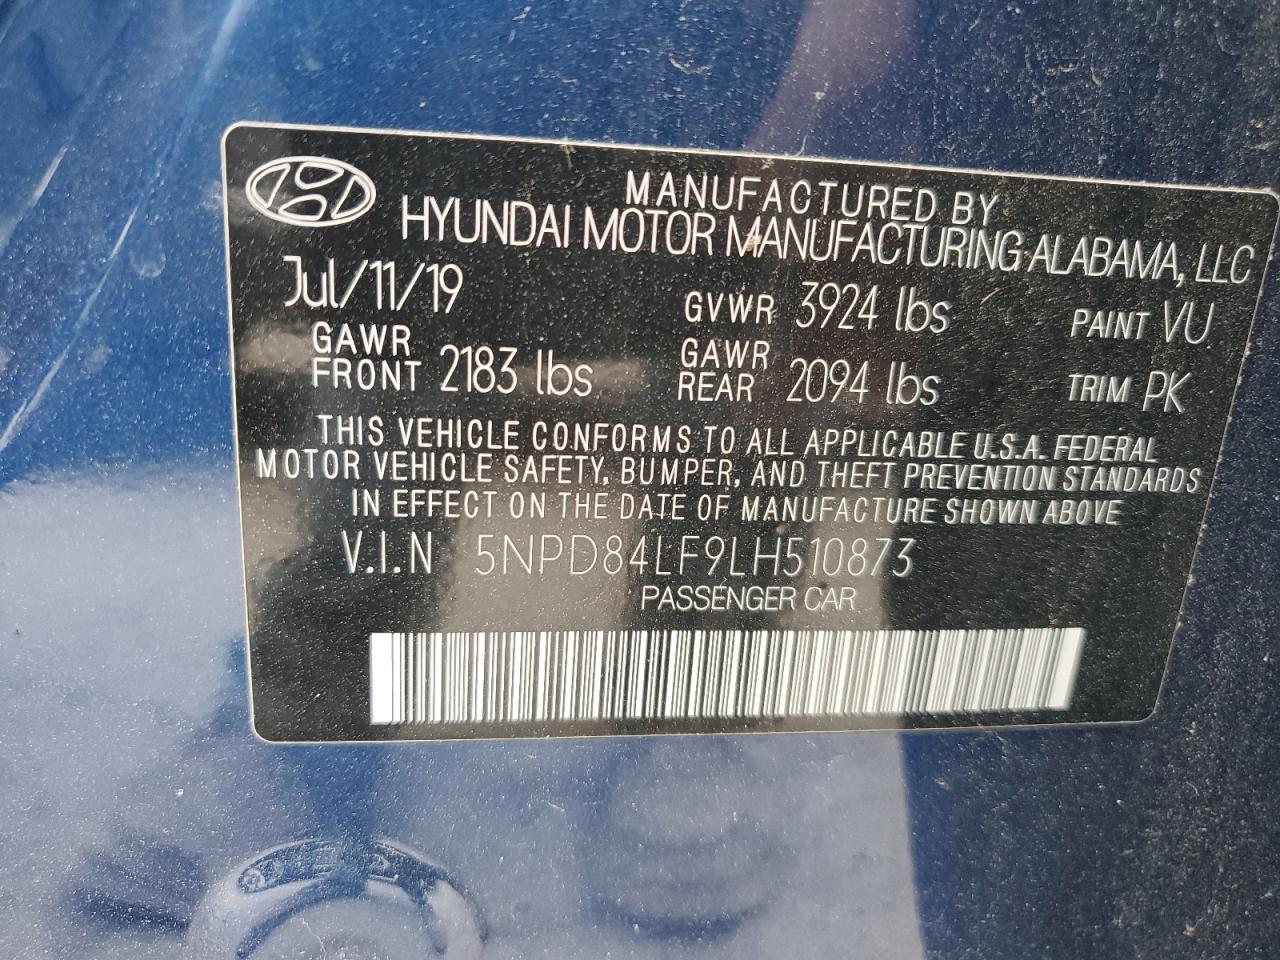 MANUFACTURED BY
HYUNDAI MOTOR MANUFACTURING ALABAMA, LLC
Jul/11/19 GVWR 3924 lbs PAINT VU
GAWR FRONT 2183 lbs GAWR REAR 2094 lbs TRIM PK
THIS VEHICLE CONFORMS TO ALL APPLICABLE U.S.A. FEDERAL
MOTOR VEHICLE SAFETY, BUMPER, AND THEFT PREVENTION STANDARDS
IN EFFECT ON THE DATE OF MANUFACTURE SHOWN ABOVE
V.I.N 5NPD84LF9LH510873
PASSENGER CAR